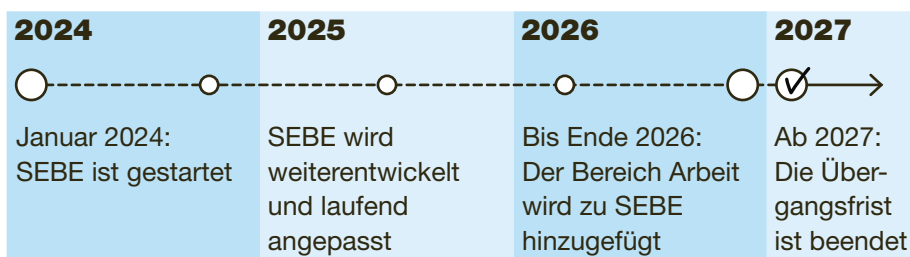 2024
Januar 2024:
SEBE ist gestartet
2025
SEBE wird
weiterentwickelt
und laufend
angepasst
2026
Bis Ende 2026:
Der Bereich Arbeit
wird zu SEBE
hinzugefügt
2027
Ab 2027:
Die Über-
gangsfrist
ist beendet